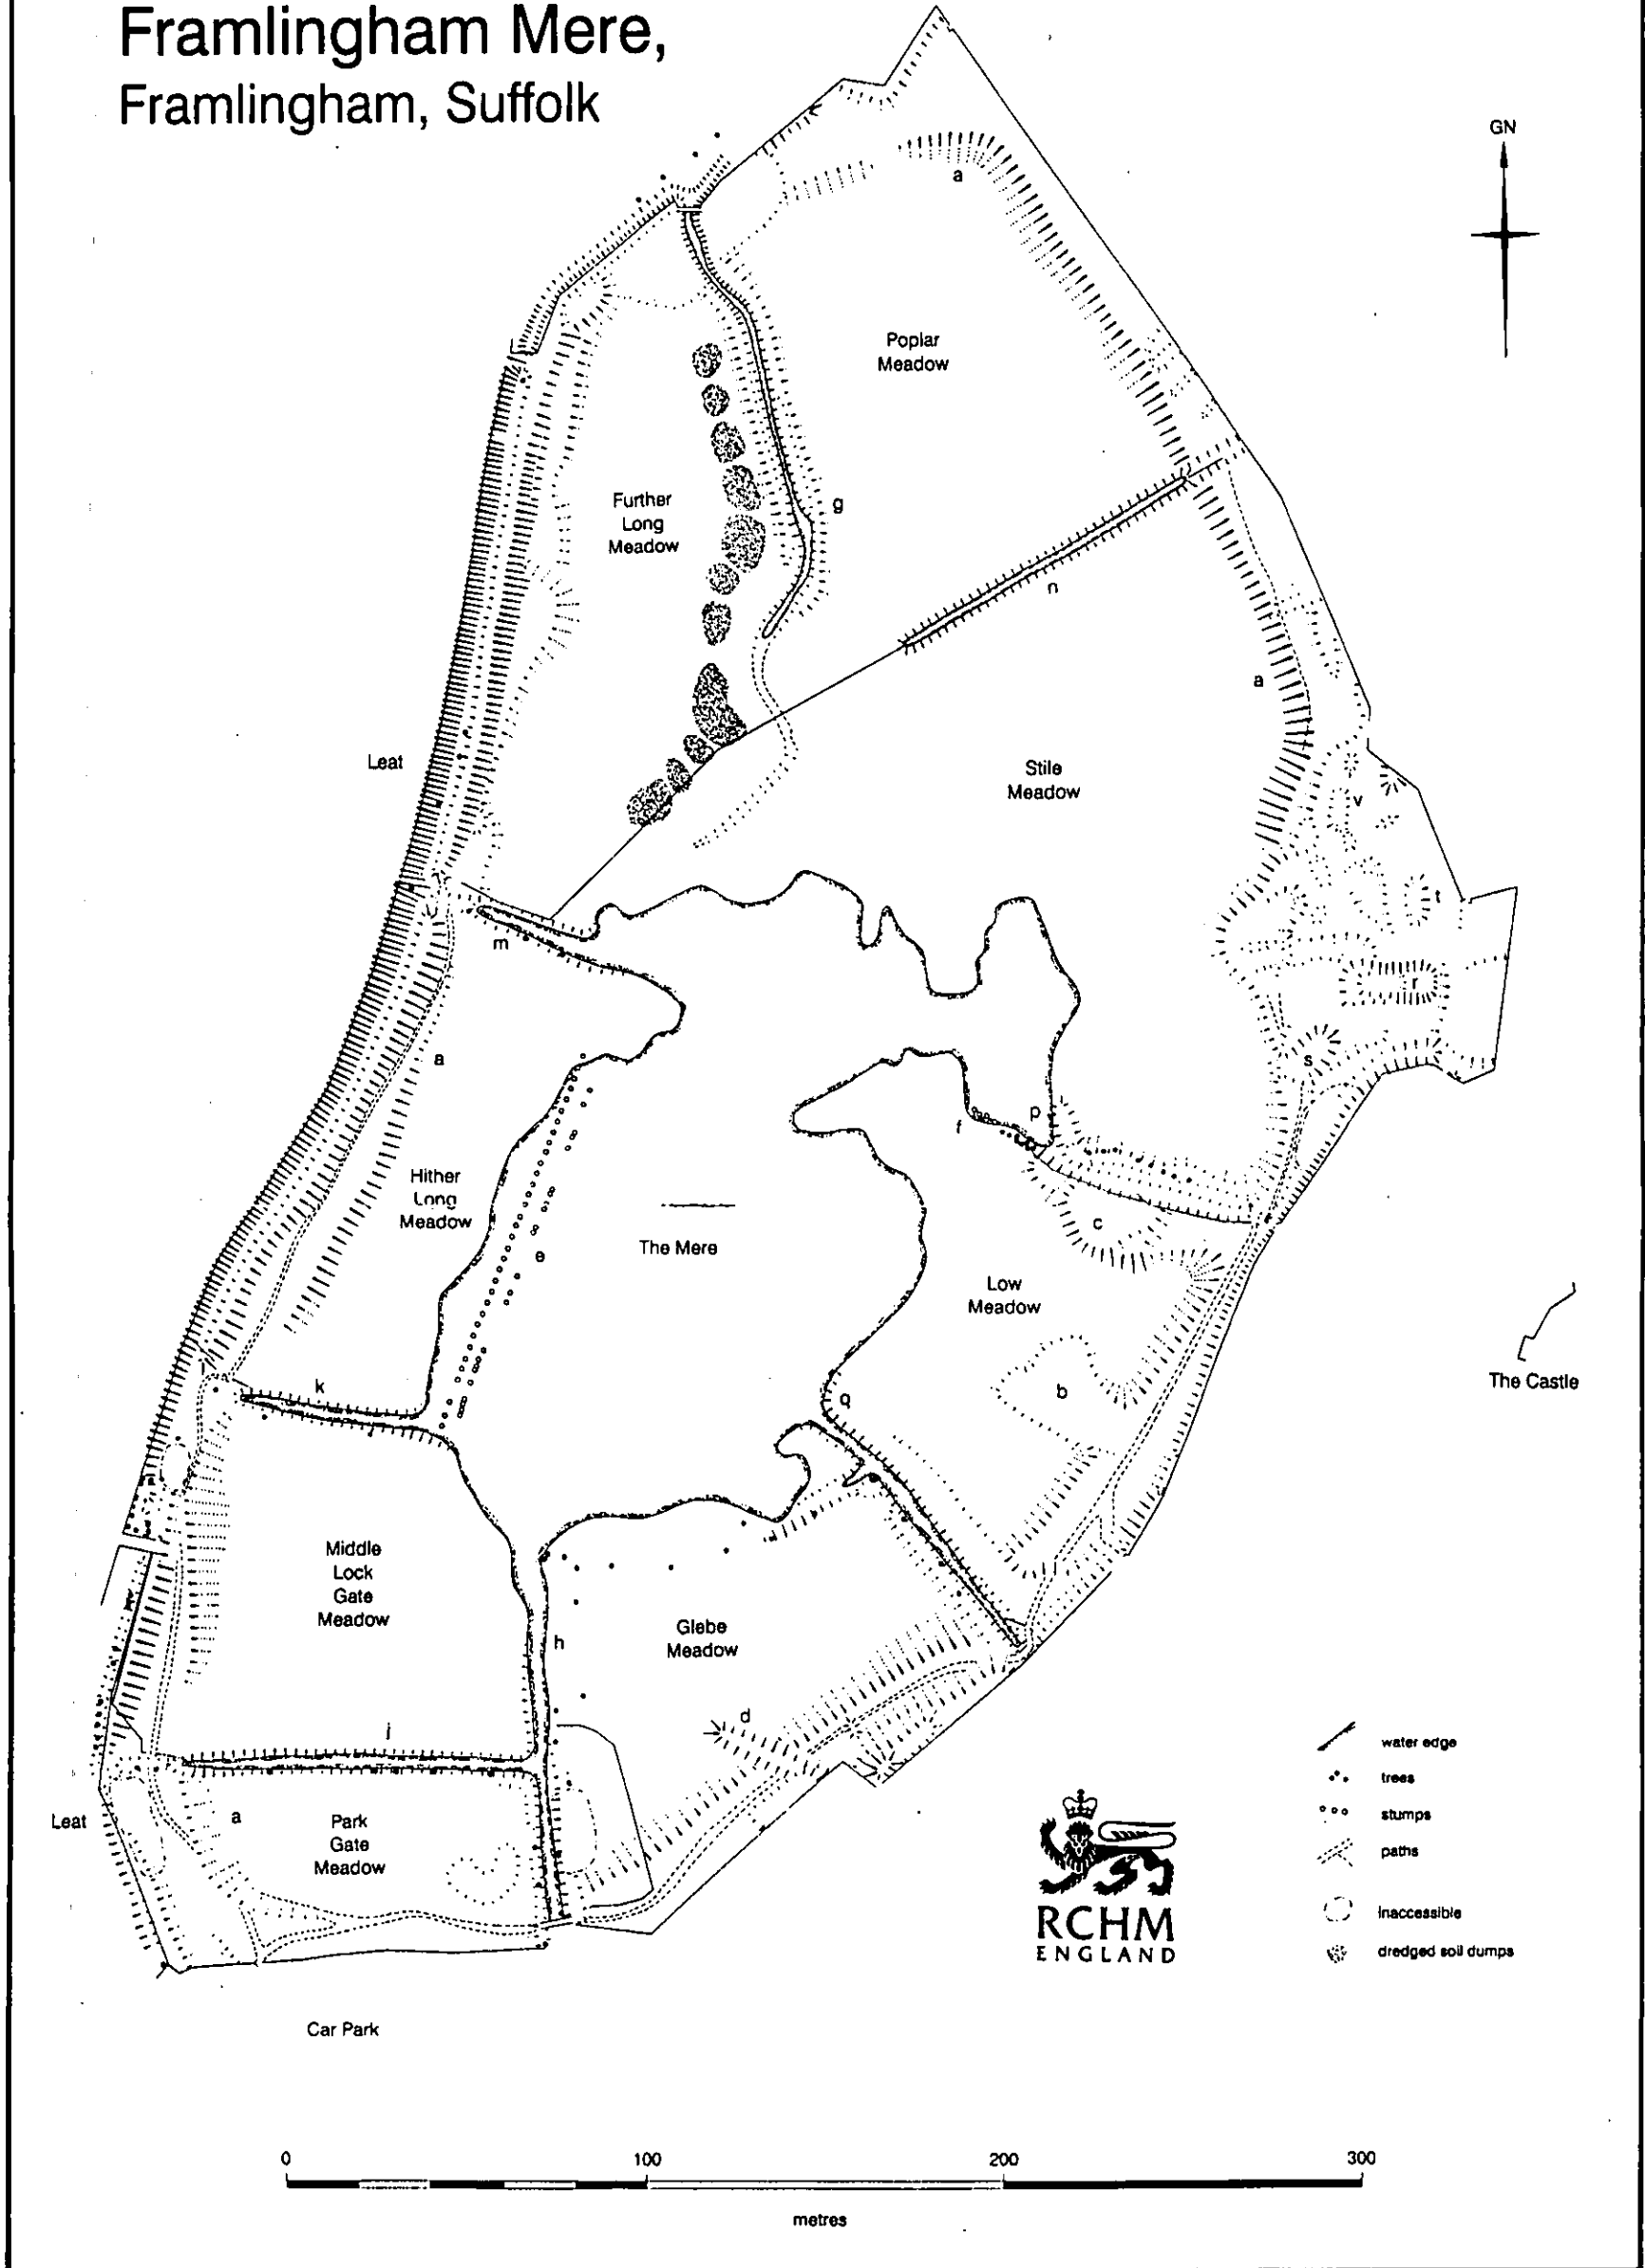 Framlingham Mere,
Framlingham, Suffolk
GN
a
Poplar
Meadow
Further
Long
Meadow
g
n
a
Leat
Stile
Meadow
v
t
m
r
a
s
p
f
Hither
Long
Meadow
c
e
The Mere
Low
Meadow
The Castle
k
b
q
Middle
Lock
Gate
Meadow
h
Glebe
Meadow
d
j
water edge
trees
stumps
paths
inaccessible
dredged soil dumps
Leat
a
Park
Gate
Meadow
RCHM
ENGLAND
Car Park
0 100 200 300
metres